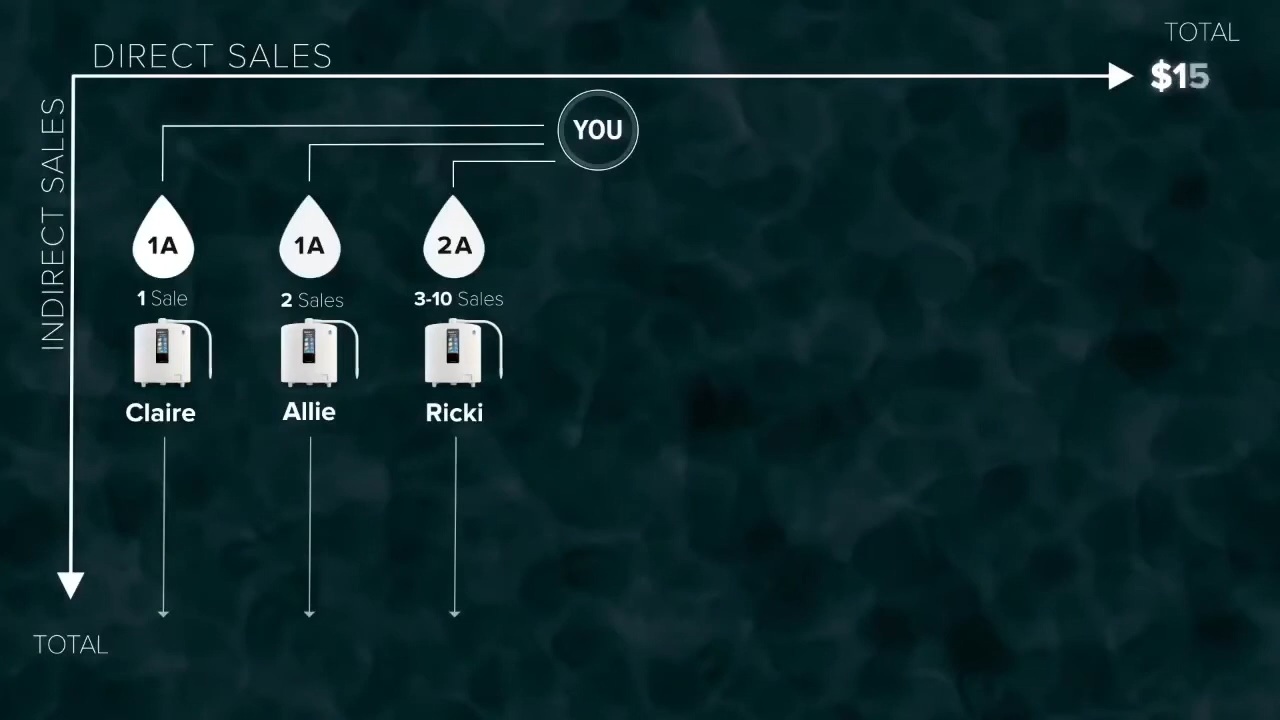 TOTAL
DIRECT SALES
$15
INDIRECT SALES
YOU
1A
1A
2A
1 Sale
2 Sales
3-10 Sales
Claire
Allie
Ricki
TOTAL